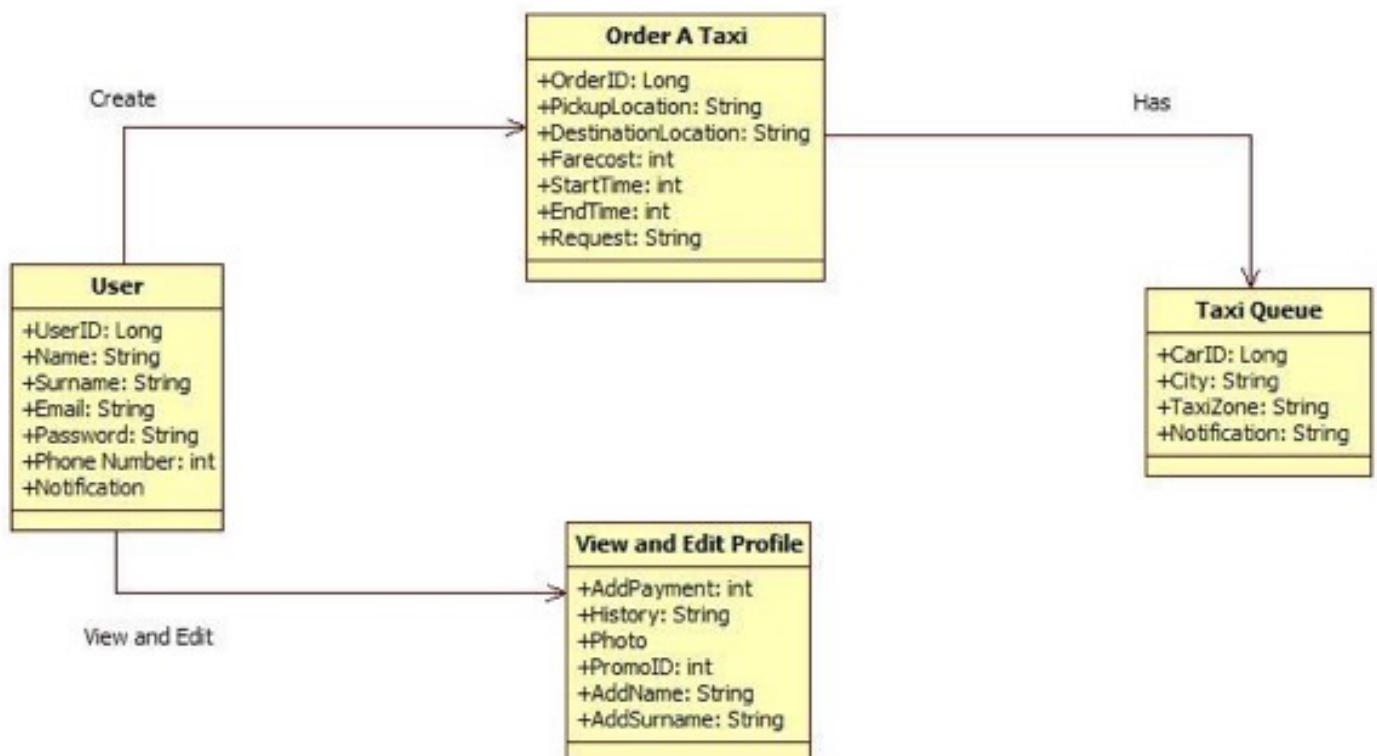 Order A Taxi
+OrderID: Long
+PickupLocation: String
+DestinationLocation: String
+Farecost: int
+StartTime: int
+EndTime: int
+Request: String
Create
Has
User
+UserID: Long
+Name: String
+Surname: String
+Email: String
+Password: String
+Phone Number: int
+Notification
Taxi Queue
+CarID: Long
+City: String
+TaxiZone: String
+Notification: String
View and Edit
View and Edit Profile
+AddPayment: int
+History: String
+Photo
+PromoID: int
+AddName: String
+AddSurname: String